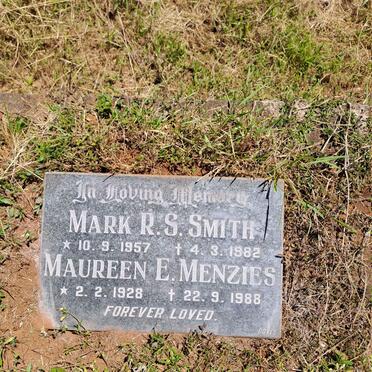 In Loving Memory
MARK R.S. SMITH
★ 10.9.1957 † 4.3.1982
MAUREEN E. MENZIES
★ 2.2.1928 † 22.9.1988
FOREVER LOVED.